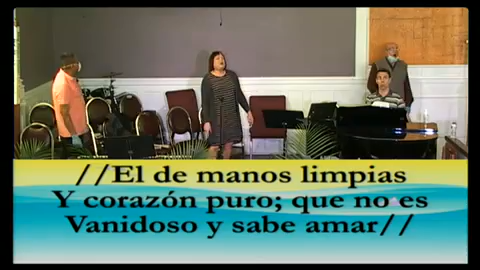 //El de manos limpias
Y corazón puro; que no es
Vanidoso y sabe amar//